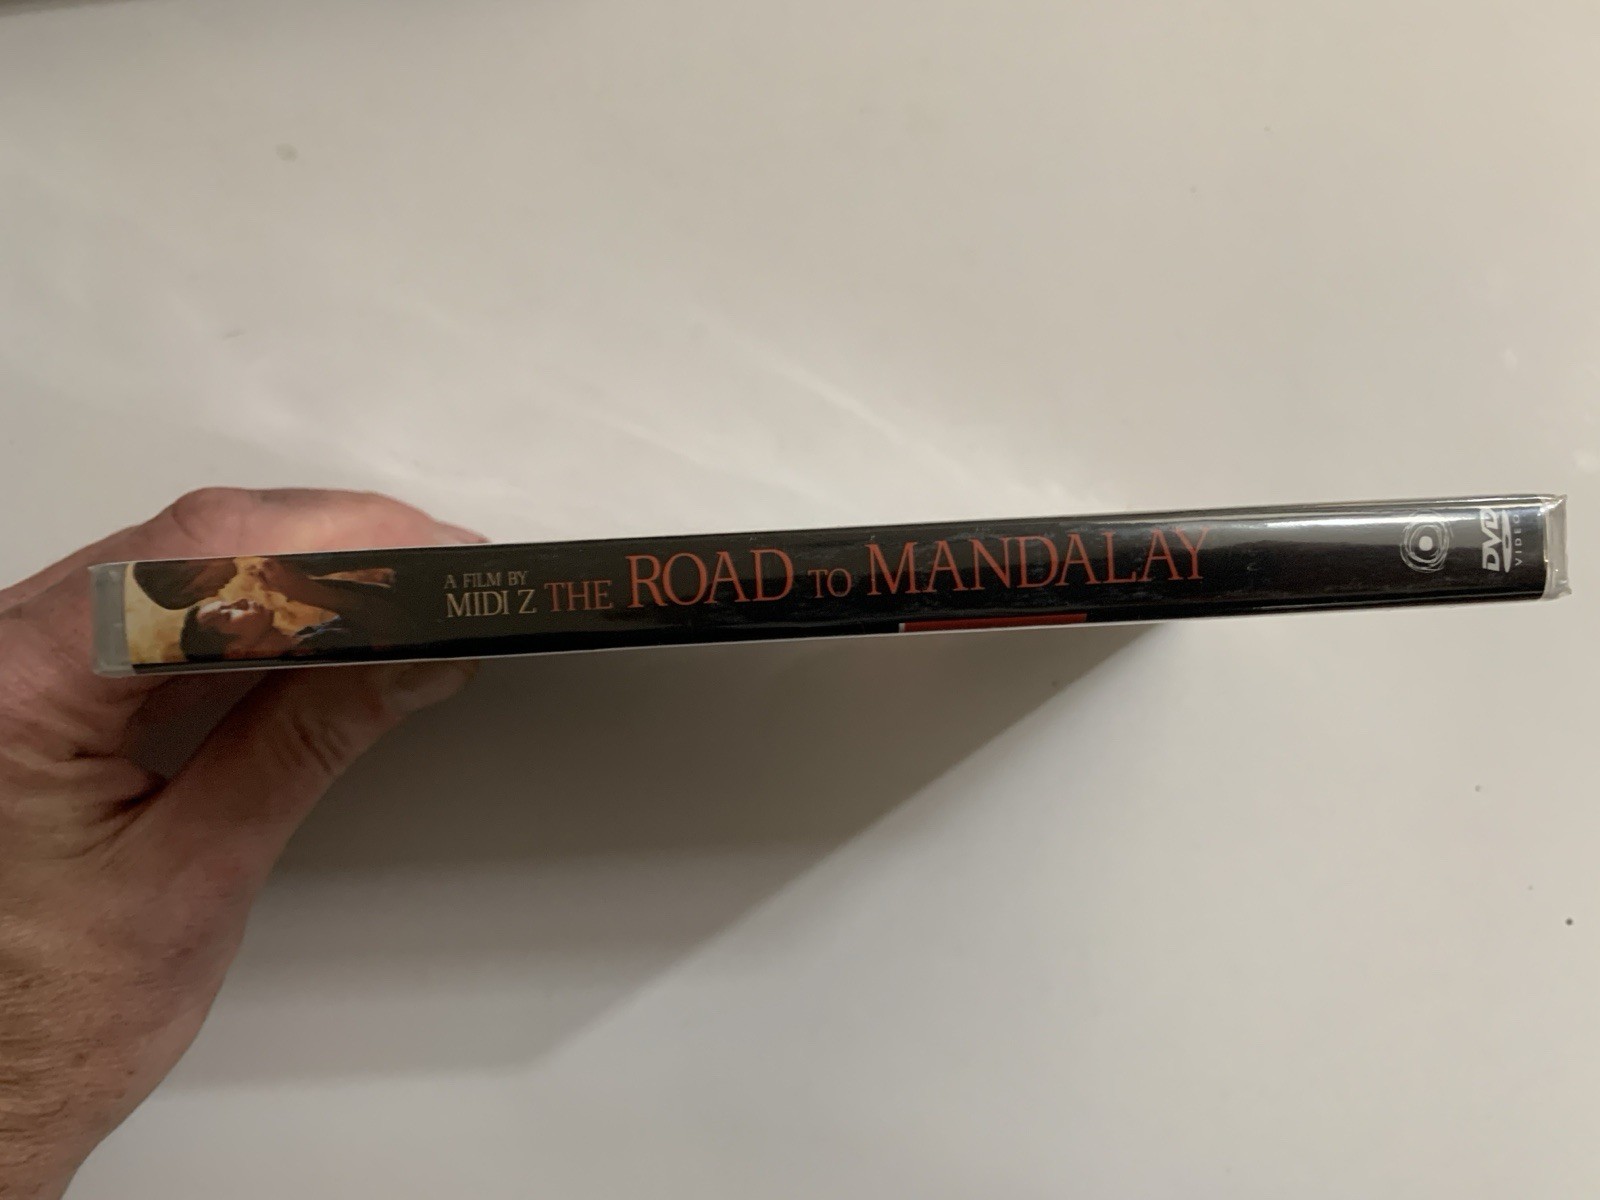 A FILM BY
MIDI Z
THE ROAD TO MANDALAY
DVD
VIDEO